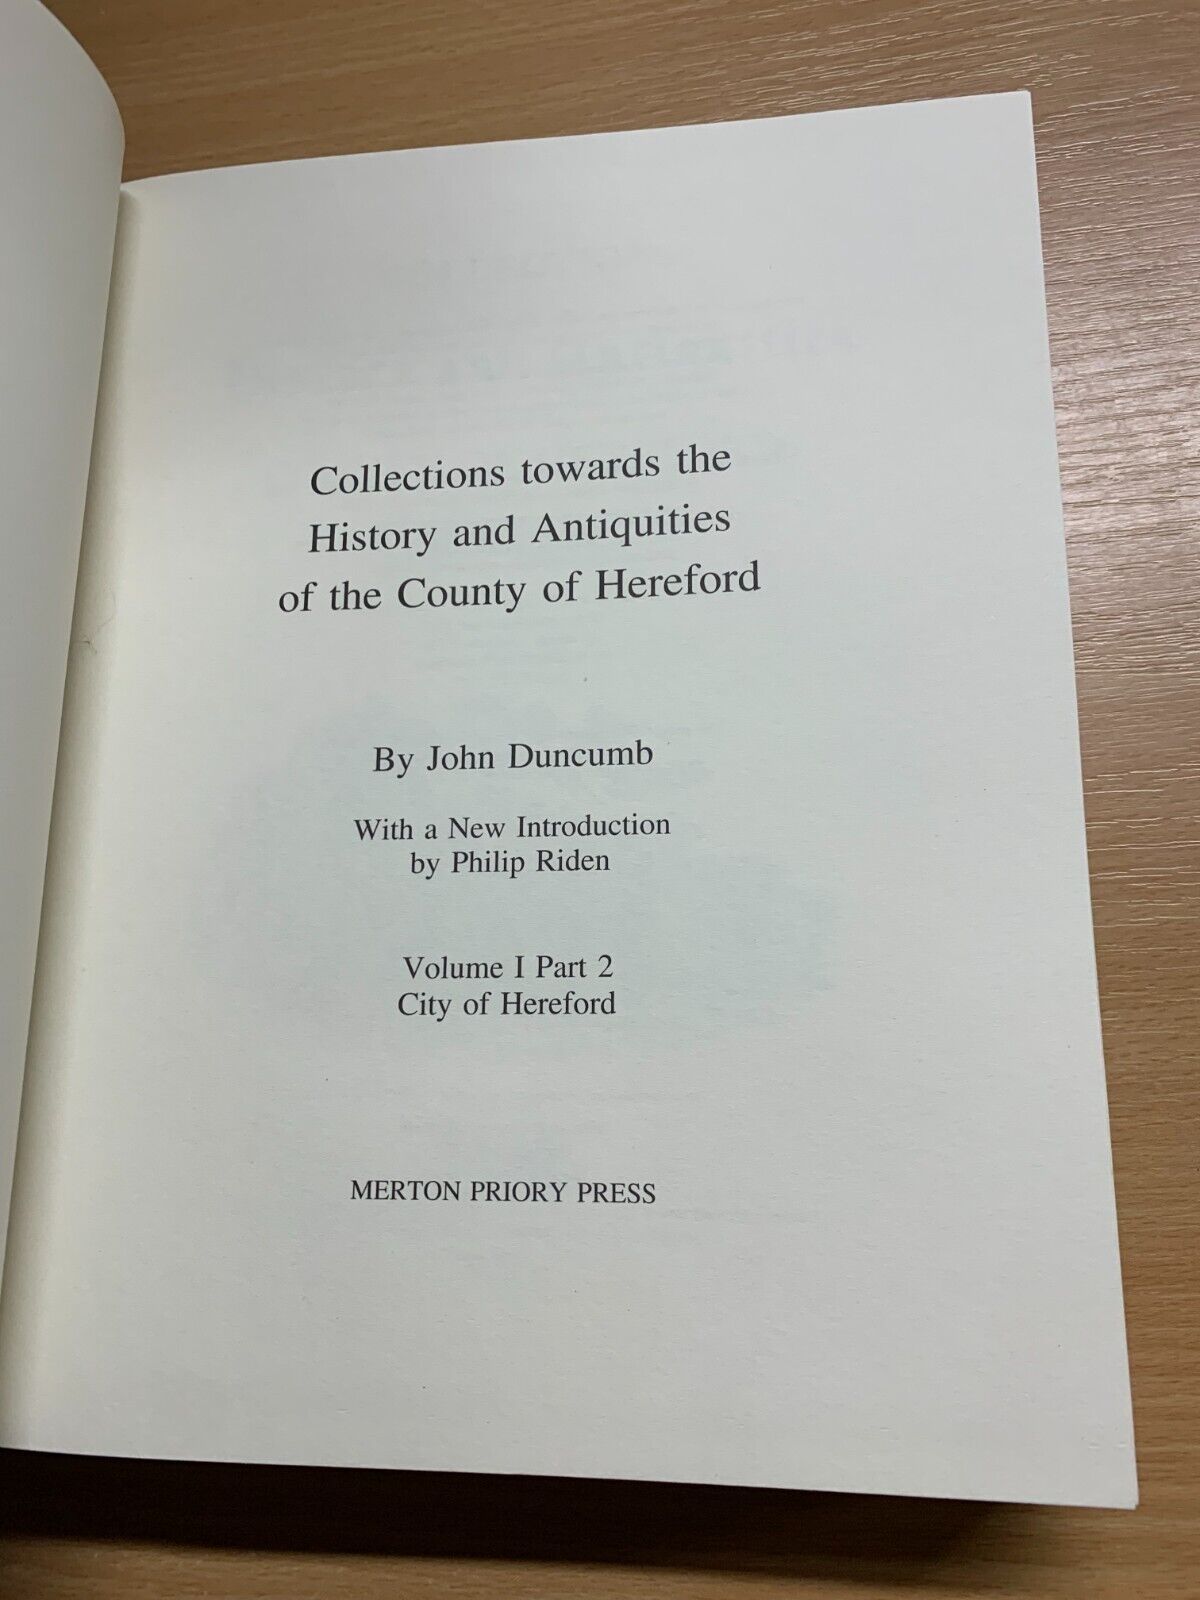 Collections towards the
History and Antiquities
of the County of Hereford
By John Duncumb
With a New Introduction
by Philip Riden
Volume I Part 2
City of Hereford
MERTON PRIORY PRESS